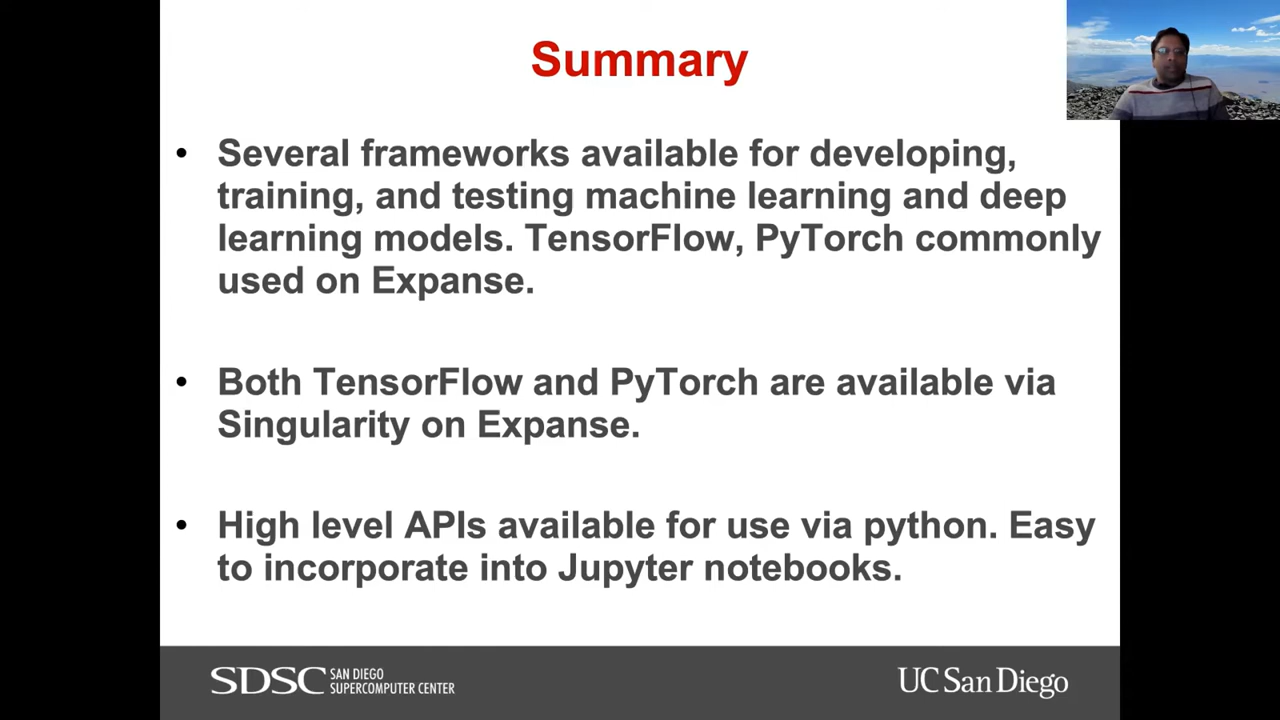 Summary
• Several frameworks available for developing,
training, and testing machine learning and deep
learning models. TensorFlow, PyTorch commonly
used on Expanse.
• Both TensorFlow and PyTorch are available via
Singularity on Expanse.
• High level APIs available for use via python. Easy
to incorporate into Jupyter notebooks.
SDSC SAN DIEGO
SUPERCOMPUTER CENTER
UC San Diego